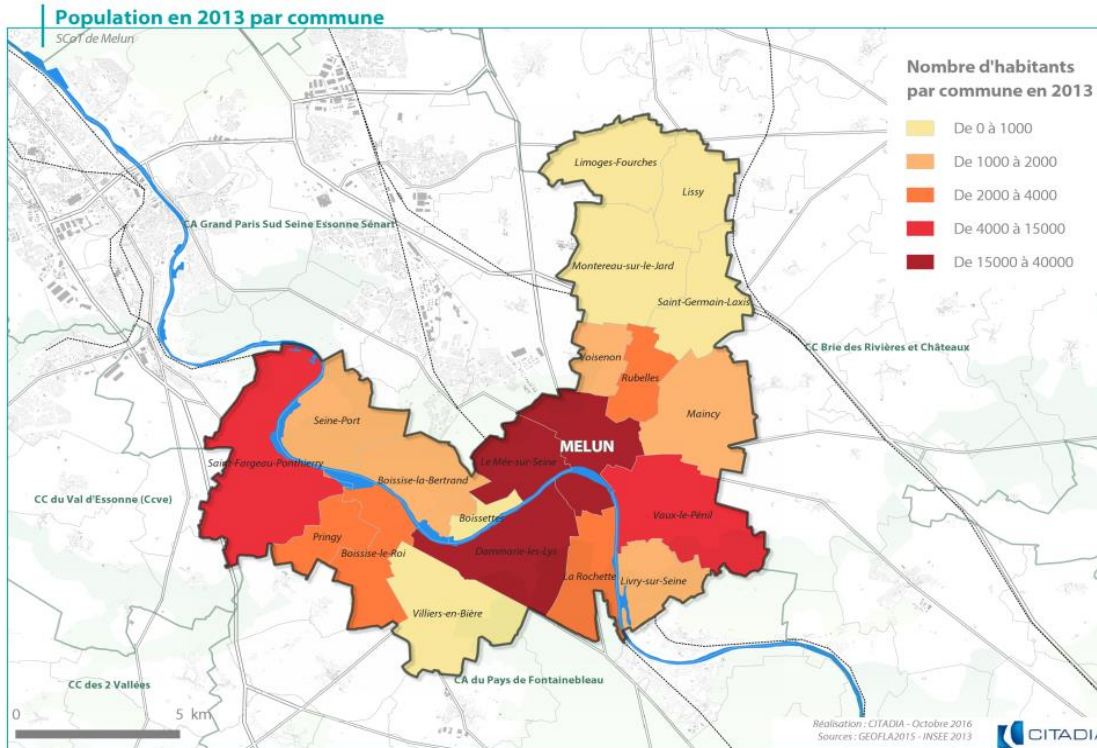 Population en 2013 par commune
SCoT de Melun
Nombre d'habitants
par commune en 2013
De 0 à 1000
De 1000 à 2000
De 2000 à 4000
De 4000 à 15000
De 15000 à 40000
Limoges-Fourches
Lissy
CA Grand Paris Sud Seine Essonne Sénart
Montereau-sur-le-Jard
Saint-Germain-Laxis
CC Brie des Rivières et Châteaux
Voisenon
Rubelles
Maincy
Seine-Port
MELUN
Le Mée-sur-Seine
Saint-Fargeau-Ponthierry
Boissise-la-Bertrand
CC du Val d'Essonne (Ccve)
Boissettes
Vaux-le-Pénil
Pringy
Boissise-le-Roi
Dammarie-les-Lys
La Rochette
Livry-sur-Seine
Villiers-en-Bière
CC des 2 Vallées
CA du Pays de Fontainebleau
0 5 km
Réalisation : CITADIA - Octobre 2016
Sources : GEOFLA2015 - INSEE 2013
CITADIA